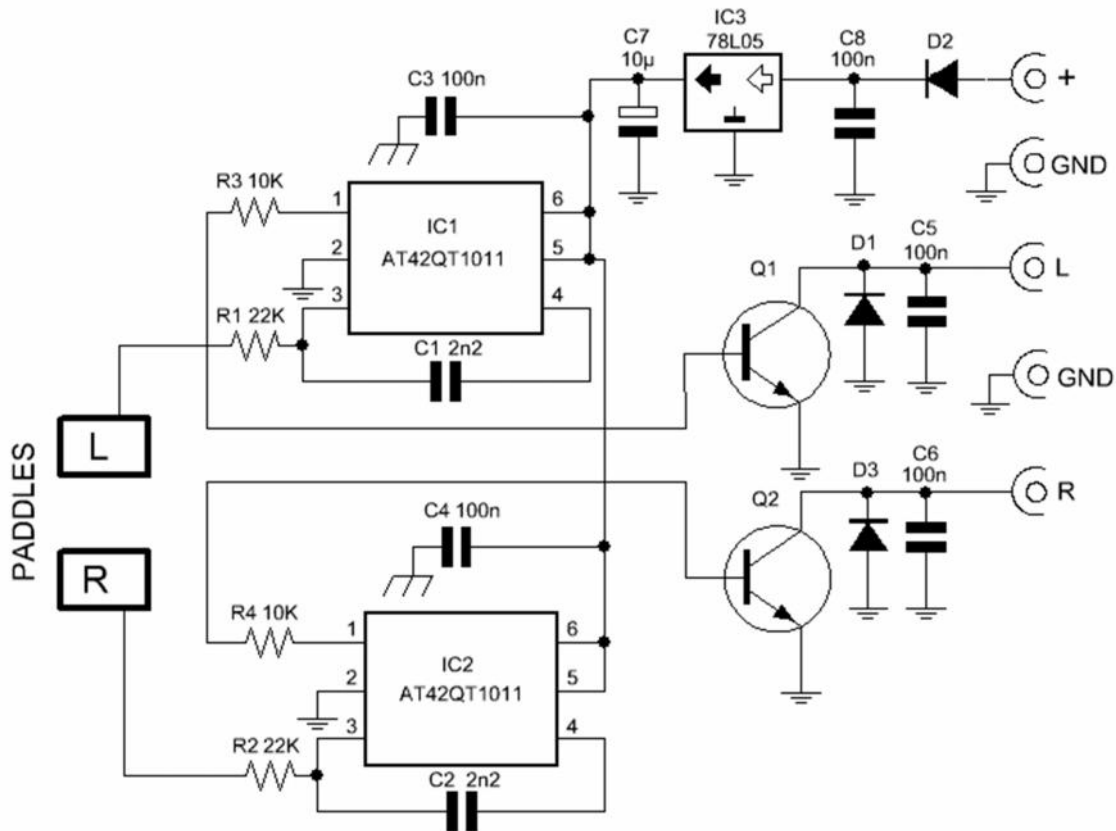 IC3
78L05
C7
10µ
C8
100n
D2
+
C3 100n
GND
R3 10K
1
6
IC1
AT42QT1011
2
5
3
4
R1 22K
C1 2n2
Q1
D1
C5
100n
L
GND
PADDLES
L
R
C4 100n
Q2
D3
C6
100n
R
R4 10K
1
6
IC2
AT42QT1011
2
5
3
4
R2 22K
C2 2n2